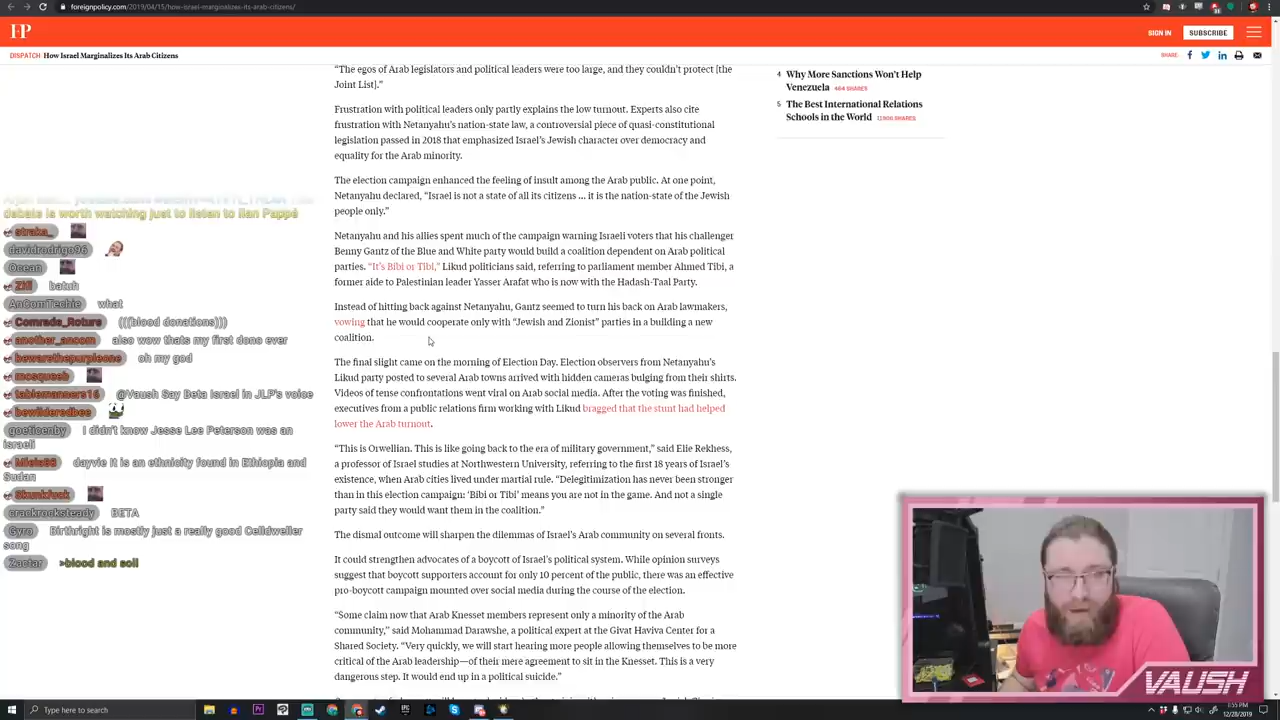 foreignpolicy.com/2019/04/15/how-israel-marginalizes-its-arab-citizens/
FP
SIGN IN
SUBSCRIBE
DISPATCH How Israel Marginalizes Its Arab Citizens
SHARE:
“The egos of Arab legislators and political leaders were too large, and they couldn’t protect [the
Joint List].”
Frustration with political leaders only partly explains the low turnout. Experts also cite
frustration with Netanyahu’s nation-state law, a controversial piece of quasi-constitutional
legislation passed in 2018 that emphasized Israel’s Jewish character over democracy and
equality for the Arab minority.
The election campaign enhanced the feeling of insult among the Arab public. At one point,
Netanyahu declared, “Israel is not a state of all its citizens ... it is the nation-state of the Jewish
people only.”
Netanyahu and his allies spent much of the campaign warning Israeli voters that his challenger
Benny Gantz of the Blue and White party would build a coalition dependent on Arab political
parties. “It’s Bibi or Tibi,” Likud politicians said, referring to parliament member Ahmed Tibi, a
former aide to Palestinian leader Yasser Arafat who is now with the Hadash-Taal Party.
Instead of hitting back against Netanyahu, Gantz seemed to turn his back on Arab lawmakers,
vowing that he would cooperate only with “Jewish and Zionist” parties in a building a new
coalition.
The final slight came on the morning of Election Day. Election observers from Netanyahu’s
Likud party posted to several Arab towns arrived with hidden cameras bulging from their shirts.
Videos of tense confrontations went viral on Arab social media. After the voting was finished,
executives from a public relations firm working with Likud bragged that the stunt had helped
lower the Arab turnout.
“This is Orwellian. This is like going back to the era of military government,” said Elie Rekhess,
a professor of Israel studies at Northwestern University, referring to the first 18 years of Israel’s
existence, when Arab cities lived under martial rule. “Delegitimization has never been stronger
than in this election campaign: ‘Bibi or Tibi’ means you are not in the game. And not a single
party said they would want them in the coalition.”
The dismal outcome will sharpen the dilemmas of Israel’s Arab community on several fronts.
It could strengthen advocates of a boycott of Israel’s political system. While opinion surveys
suggest that boycott supporters account for only 10 percent of the public, there was an effective
pro-boycott campaign mounted over social media during the course of the election.
“Some claim now that Arab Knesset members represent only a minority of the Arab
community,” said Mohammad Darawshe, a political expert at the Givat Haviva Center for a
Shared Society. “Very quickly, we will start hearing more people allowing themselves to be more
critical of the Arab leadership—of their mere agreement to sit in the Knesset. This is a very
dangerous step. It would end up in a political suicide.”
4 Why More Sanctions Won’t Help
Venezuela 484 SHARES
5 The Best International Relations
Schools in the World
debate is worth watching just to listen to Ilan Pappé
straka_
davidrodrigo96
Ocean
batuh
AnComTechie what
Comrade_Roture (((blood donations)))
another_ancom also wow thats my first dono ever
bewarethepurpleone oh my god
mcsqueeb
tablemanners16 @Vaush Say Beta Israel in JLP's voice
bewilderedboe
goeticenby I didn't know Jesse Lee Peterson was an
israeli
dayvie it is an ethnicity found in Ethiopia and
Sudan
crackrocksteady BETA
Gyro Birthright is mostly just a really good Celldweller
song
Zactar >blood and soil
VAUSH
Type here to search
1:55 PM
12/28/2019